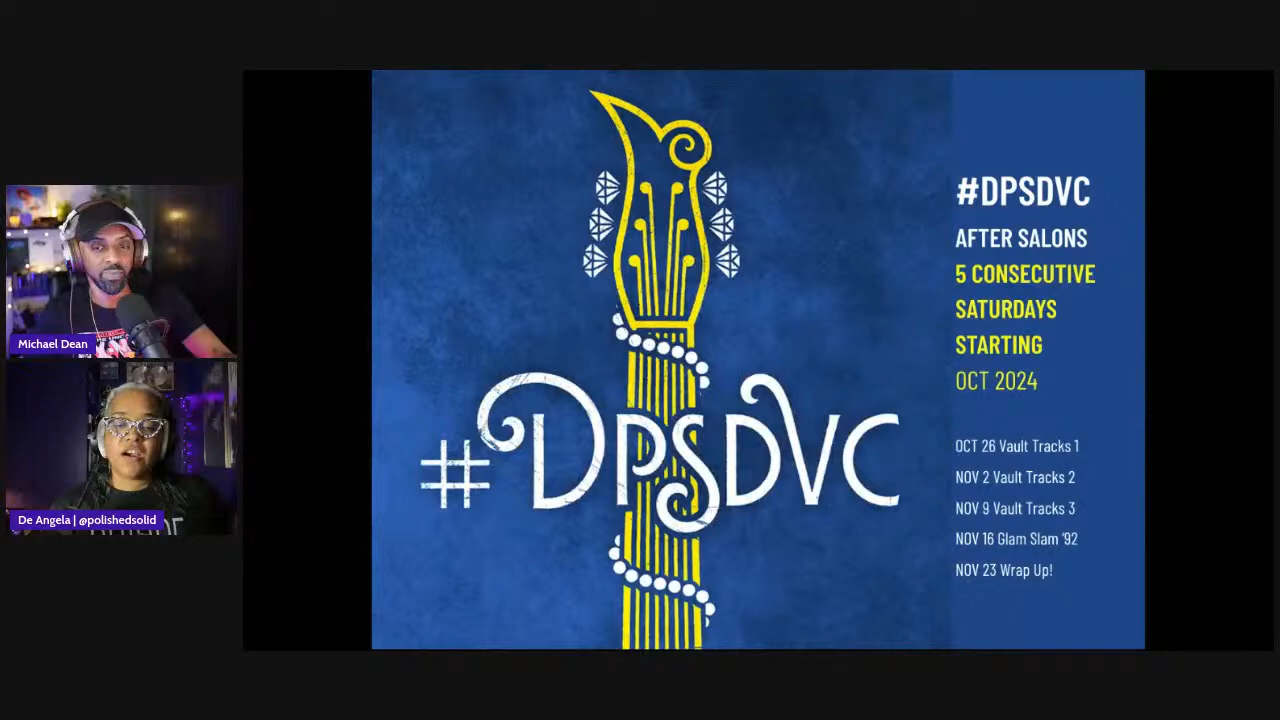 Michael Dean
De Angela | @polishedsolid
#DPSDVC
#DPSDVC
AFTER SALONS
5 CONSECUTIVE
SATURDAYS
STARTING
OCT 2024
OCT 26 Vault Tracks 1
NOV 2 Vault Tracks 2
NOV 9 Vault Tracks 3
NOV 16 Glam Slam '92
NOV 23 Wrap Up!